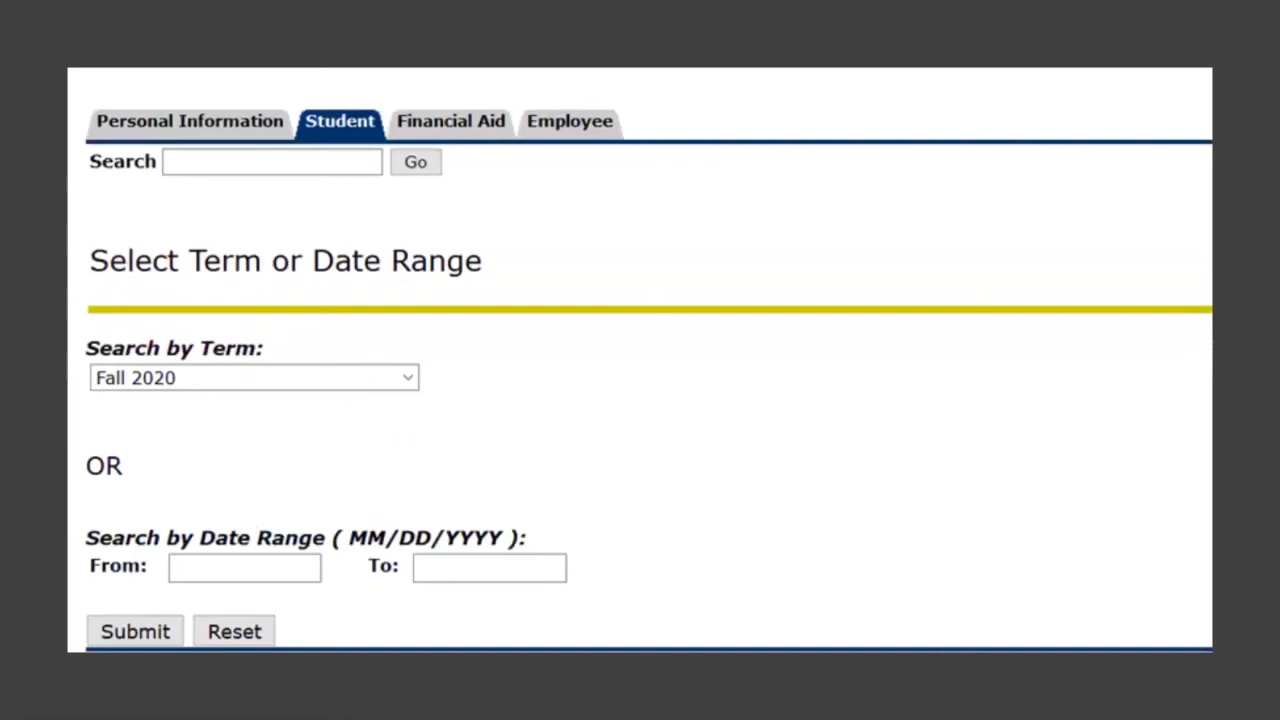 Personal Information Student Financial Aid Employee
Search Go
Select Term or Date Range
Search by Term:
Fall 2020
OR
Search by Date Range ( MM/DD/YYYY ):
From: To:
Submit Reset